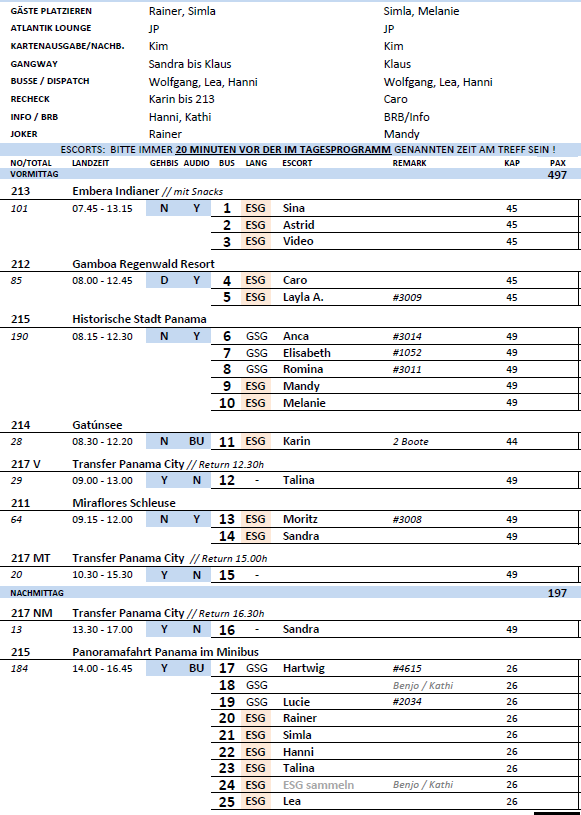 GÄSTE PLATZIEREN Rainer, Simla Simla, Melanie
ATLANTIK LOUNGE JP JP
KARTENAUSGABE/NACHB. Kim Kim
GANGWAY Sandra bis Klaus Klaus
BUSSE / DISPATCH Wolfgang, Lea, Hanni Wolfgang, Lea, Hanni
RECHECK Karin bis 213 Caro
INFO / BRB Hanni, Kathi BRB/Info
JOKER Rainer Mandy
ESCORTS: BITTE IMMER 20 MINUTEN VOR DER IM TAGESPROGRAMM GENANNTEN ZEIT AM TREFF SEIN !
NO/TOTAL LANDZEIT GEHBIS AUDIO BUS LANG ESCORT REMARK KAP PAX
VORMITTAG 497
213 Embera Indianer // mit Snacks
101 07.45 - 13.15 N Y 1 ESG Sina 45
2 ESG Astrid 45
3 ESG Video 45
212 Gamboa Regenwald Resort
85 08.00 - 12.45 D Y 4 ESG Caro 45
5 ESG Layla A. #3009 45
215 Historische Stadt Panama
190 08.15 - 12.30 N Y 6 GSG Anca #3014 49
7 GSG Elisabeth #1052 49
8 GSG Romina #3011 49
9 ESG Mandy 49
10 ESG Melanie 49
214 Gatúnsee
28 08.30 - 12.20 N BU 11 ESG Karin 2 Boote 44
217 V Transfer Panama City // Return 12.30h
29 09.00 - 13.00 Y N 12 - Talina 49
211 Miraflores Schleuse
64 09.15 - 12.00 N Y 13 ESG Moritz #3008 49
14 ESG Sandra 49
217 MT Transfer Panama City // Return 15.00h
20 10.30 - 15.30 Y N 15 - 49
NACHMITTAG 197
217 NM Transfer Panama City // Return 16.30h
13 13.30 - 17.00 Y N 16 - Sandra 49
215 Panoramafahrt Panama im Minibus
184 14.00 - 16.45 Y BU 17 GSG Hartwig #4615 26
18 GSG Benjo / Kathi 26
19 GSG Lucie #2034 26
20 ESG Rainer 26
21 ESG Simla 26
22 ESG Hanni 26
23 ESG Talina 26
24 ESG ESG sammeln Benjo / Kathi 26
25 ESG Lea 26